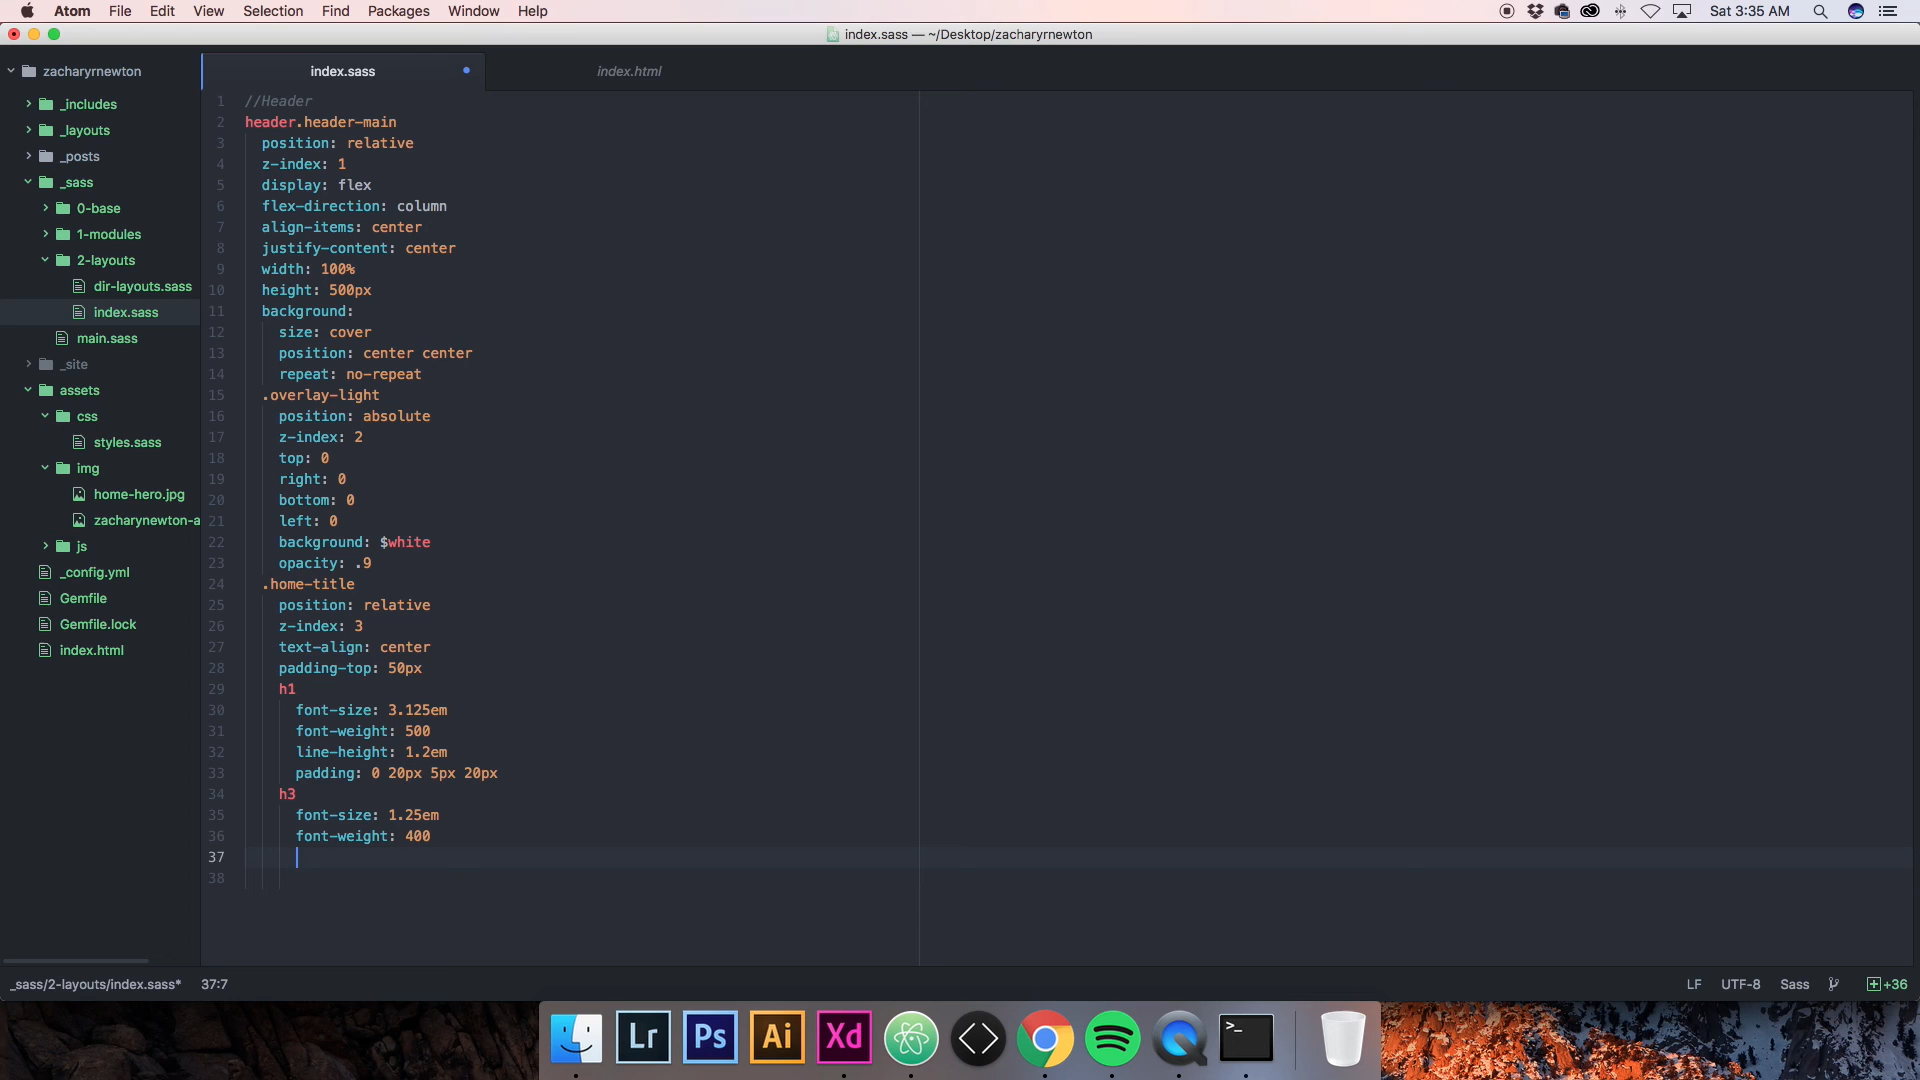 Atom File Edit View Selection Find Packages Window Help Sat 3:35 AM
index.sass — ~/Desktop/zacharyrnewton
zacharyrnewton
_includes
_layouts
_posts
_sass
0-base
1-modules
2-layouts
dir-layouts.sass
index.sass
main.sass
_site
assets
css
styles.sass
img
home-hero.jpg
zacharynewton-a
js
_config.yml
Gemfile
Gemfile.lock
index.html
index.sass index.html
1 //Header
2 header.header-main
3 position: relative
4 z-index: 1
5 display: flex
6 flex-direction: column
7 align-items: center
8 justify-content: center
9 width: 100%
10 height: 500px
11 background:
12 size: cover
13 position: center center
14 repeat: no-repeat
15 .overlay-light
16 position: absolute
17 z-index: 2
18 top: 0
19 right: 0
20 bottom: 0
21 left: 0
22 background: $white
23 opacity: .9
24 .home-title
25 position: relative
26 z-index: 3
27 text-align: center
28 padding-top: 50px
29 h1
30 font-size: 3.125em
31 font-weight: 500
32 line-height: 1.2em
33 padding: 0 20px 5px 20px
34 h3
35 font-size: 1.25em
36 font-weight: 400
37
38
_sass/2-layouts/index.sass* 37:7 LF UTF-8 Sass +36
Lr Ps Ai Xd >_